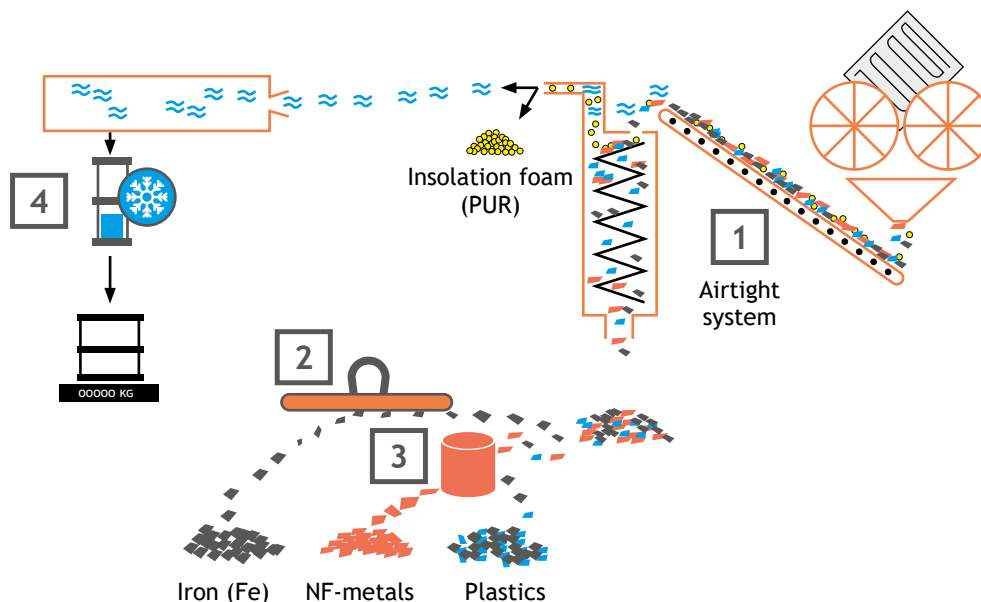 4
Insolation foam
(PUR)
1
Airtight
system
2
00000 KG
3
Iron (Fe)
NF-metals
Plastics